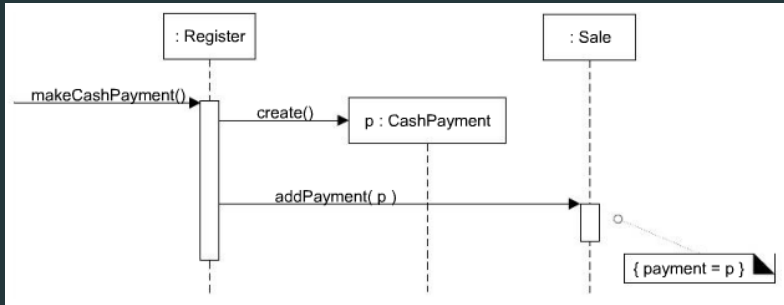 : Register
: Sale
makeCashPayment()
create()
p : CashPayment
addPayment( p )
{ payment = p }